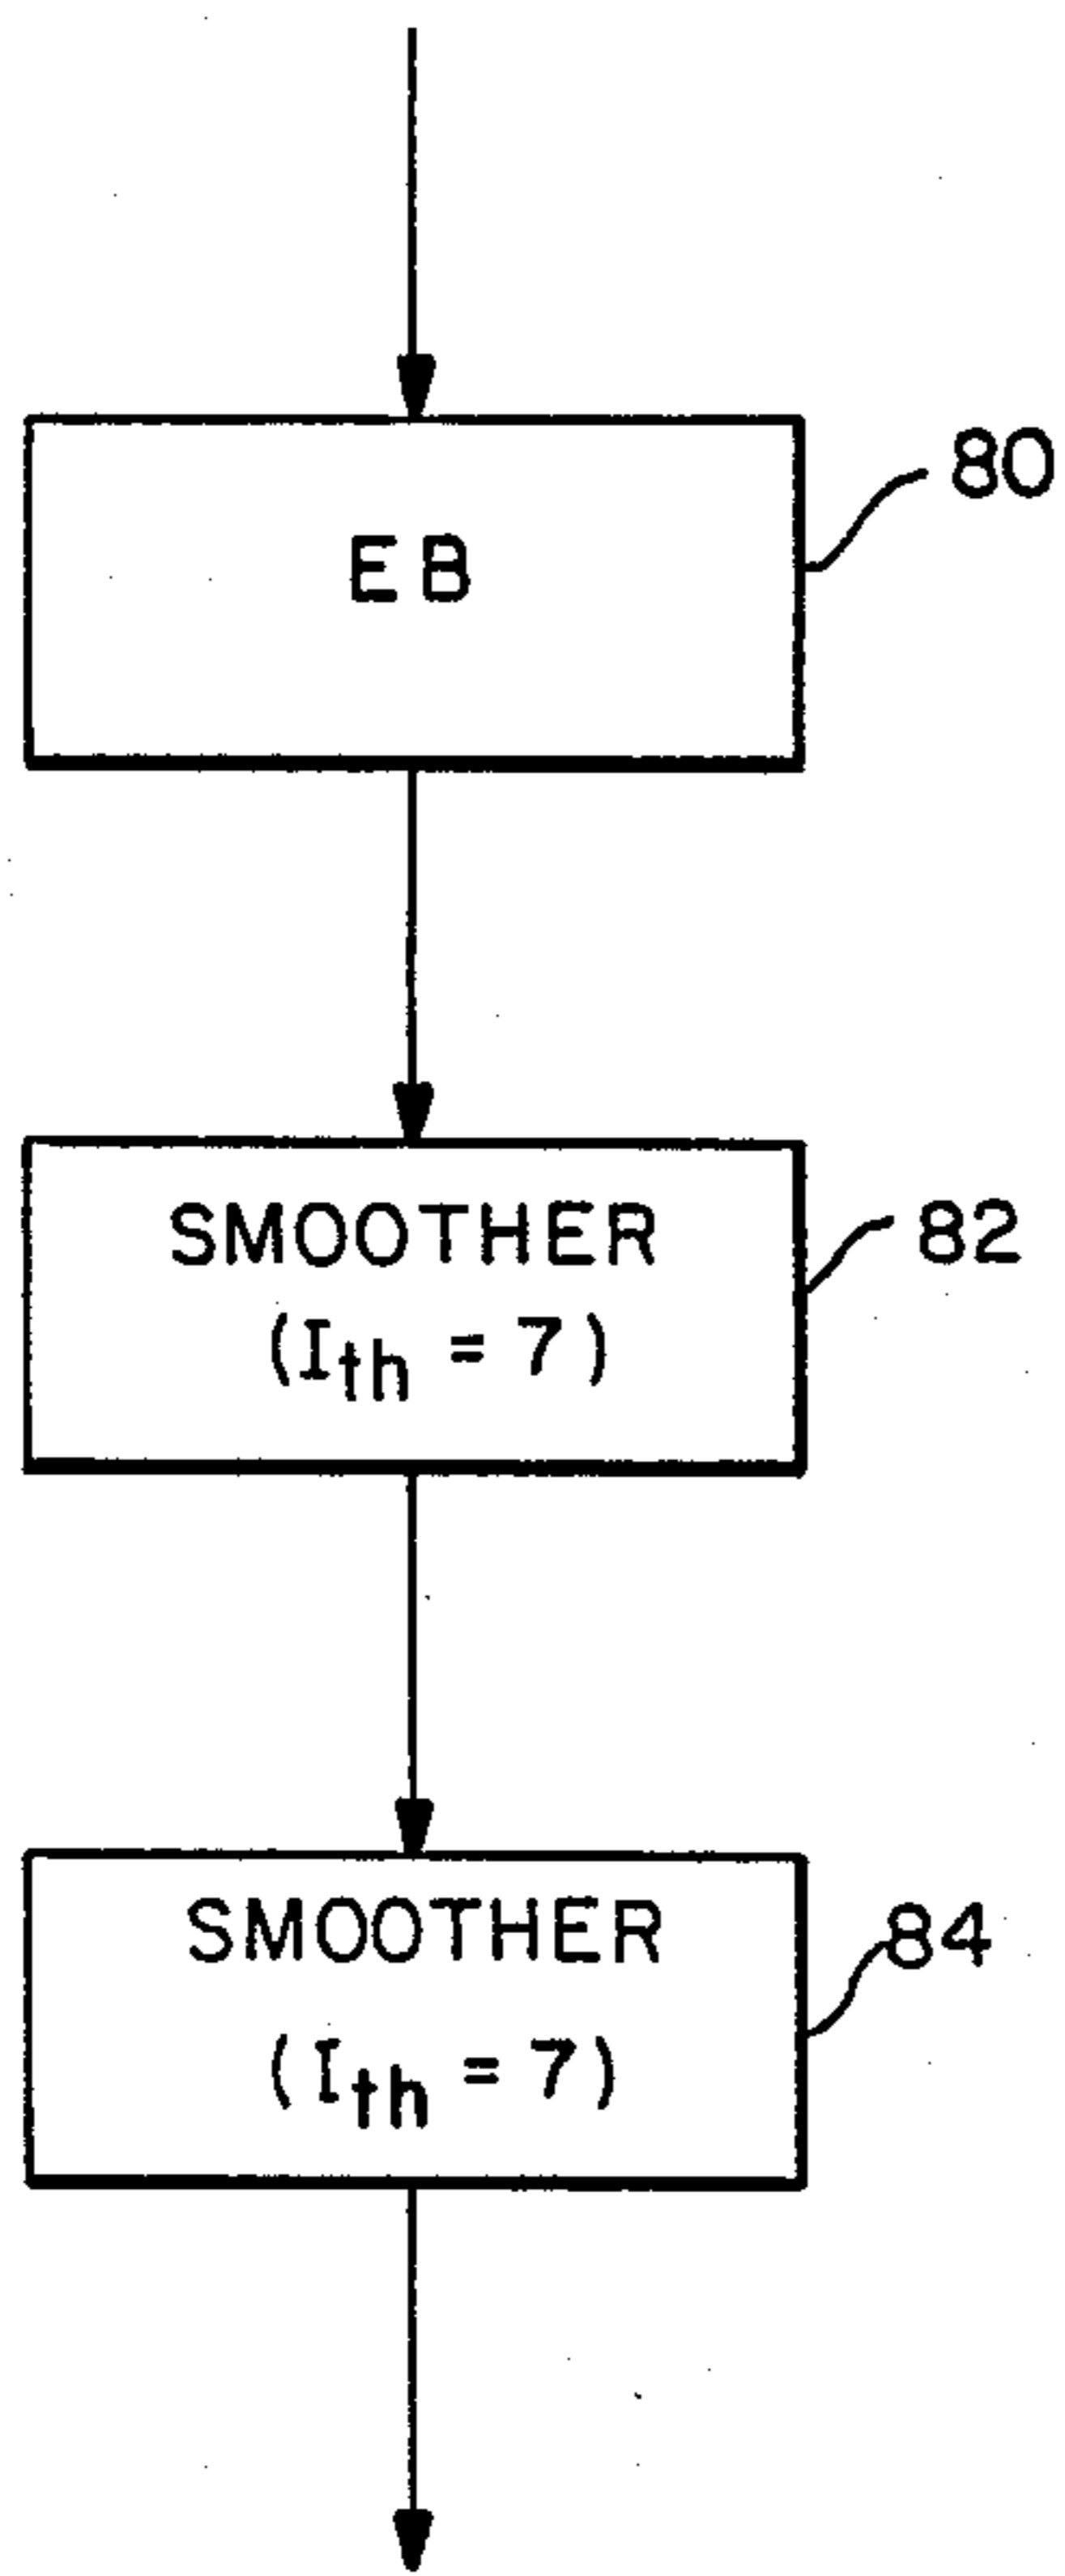 EB
80
SMOOTHER
(Ith = 7)
82
SMOOTHER
(Ith = 7)
84